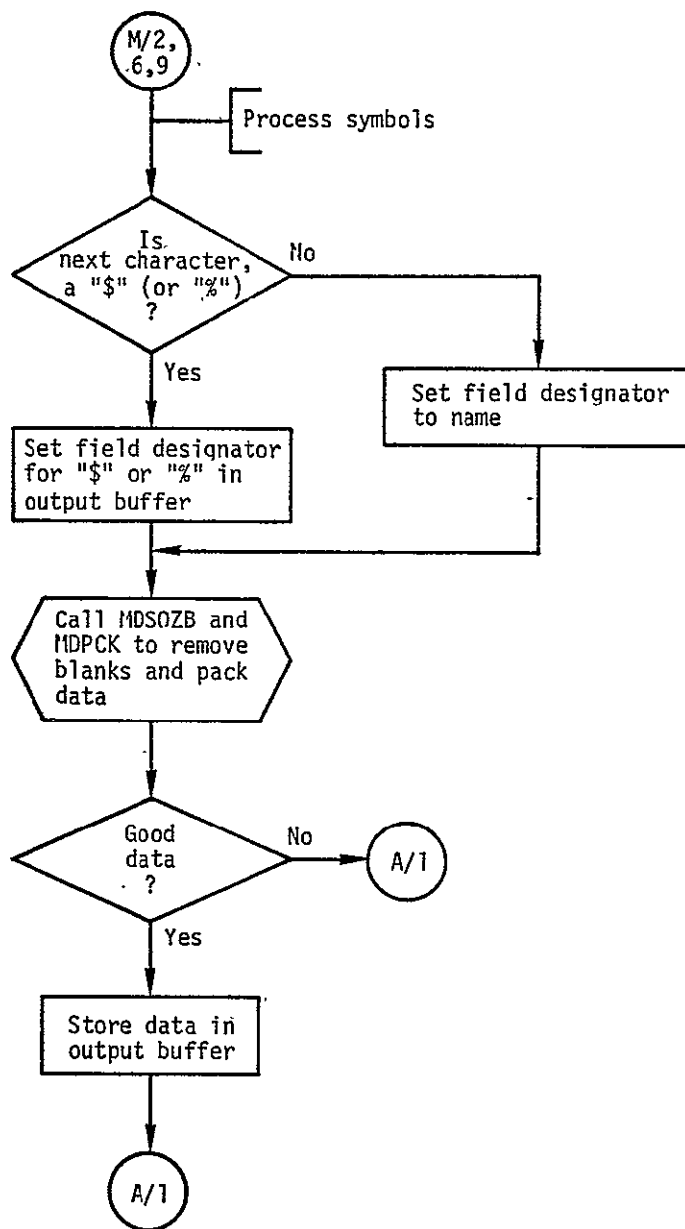 M/2,
6,9
Process symbols
Is
next character,
a "$" (or "%")
?
No
Yes
Set field designator
to name
Set field designator
for "$" or "%" in
output buffer
Call MDSOZB and
MDPCK to remove
blanks and pack
data
Good
data
?
No
A/1
Yes
Store data in
output buffer
A/1